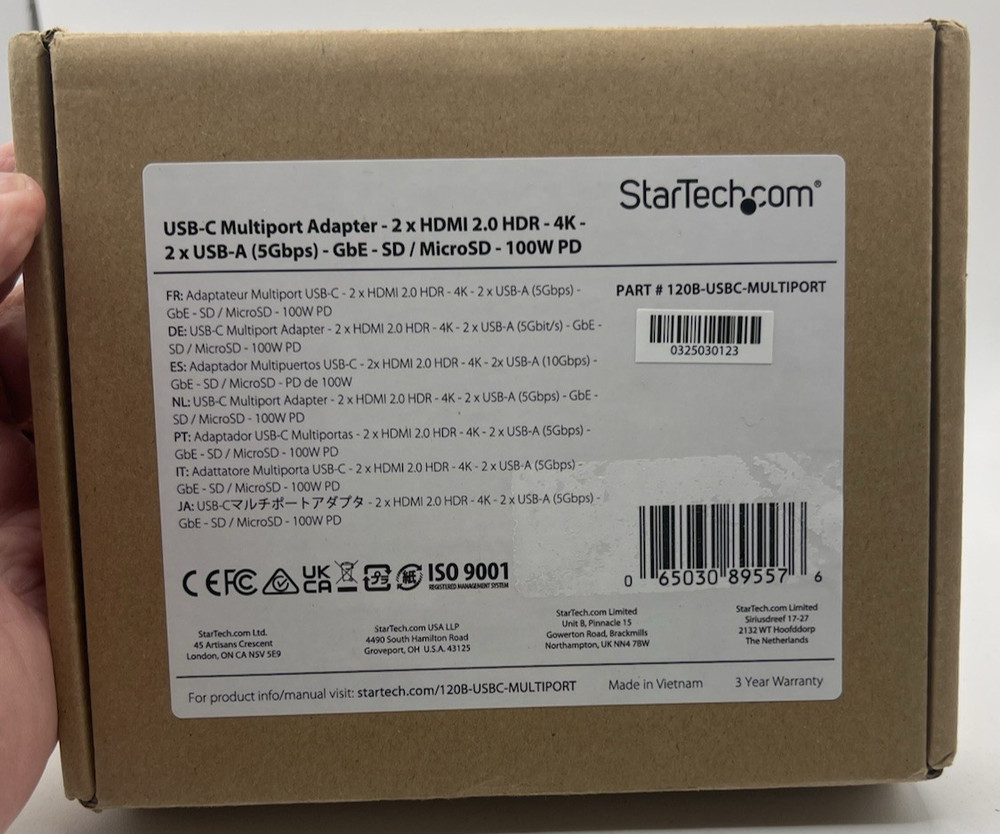 StarTech.com®
USB-C Multiport Adapter - 2 x HDMI 2.0 HDR - 4K -
2 x USB-A (5Gbps) - GbE - SD / MicroSD - 100W PD
FR: Adaptateur Multiport USB-C - 2 x HDMI 2.0 HDR - 4K - 2 x USB-A (5Gbps) -
GbE - SD / MicroSD - 100W PD
DE: USB-C Multiport Adapter - 2 x HDMI 2.0 HDR - 4K - 2 x USB-A (5Gbit/s) - GbE -
SD / MicroSD - 100W PD
ES: Adaptador Multipuertos USB-C - 2x HDMI 2.0 HDR - 4K - 2x USB-A (10Gbps) -
GbE - SD / MicroSD - PD de 100W
NL: USB-C Multiport Adapter - 2 x HDMI 2.0 HDR - 4K - 2 x USB-A (5Gbps) - GbE -
SD / MicroSD - 100W PD
PT: Adaptador USB-C Multiportas - 2 x HDMI 2.0 HDR - 4K - 2 x USB-A (5Gbps) -
GbE - SD / MicroSD - 100W PD
IT: Adattatore Multiporta USB-C - 2 x HDMI 2.0 HDR - 4K - 2 x USB-A (5Gbps) -
GbE - SD / MicroSD - 100W PD
JA: USB-Cマルチポートアダプタ - 2 x HDMI 2.0 HDR - 4K - 2 x USB-A (5Gbps) -
GbE - SD / MicroSD - 100W PD
PART # 120B-USBC-MULTIPORT
0325030123
0 65030 89557 6
CE FC UK
CA プラ 紙 ISO 9001
REGISTERED MANAGEMENT SYSTEM
StarTech.com Ltd.
45 Artisans Crescent
London, ON CA N5V 5E9
StarTech.com USA LLP
4490 South Hamilton Road
Groveport, OH U.S.A. 43125
StarTech.com Limited
Unit B, Pinnacle 15
Gowerton Road, Brackmills
Northampton, UK NN4 7BW
StarTech.com Limited
Siriusdreef 17-27
2132 WT Hoofddorp
The Netherlands
For product info/manual visit: startech.com/120B-USBC-MULTIPORT
Made in Vietnam
3 Year Warranty